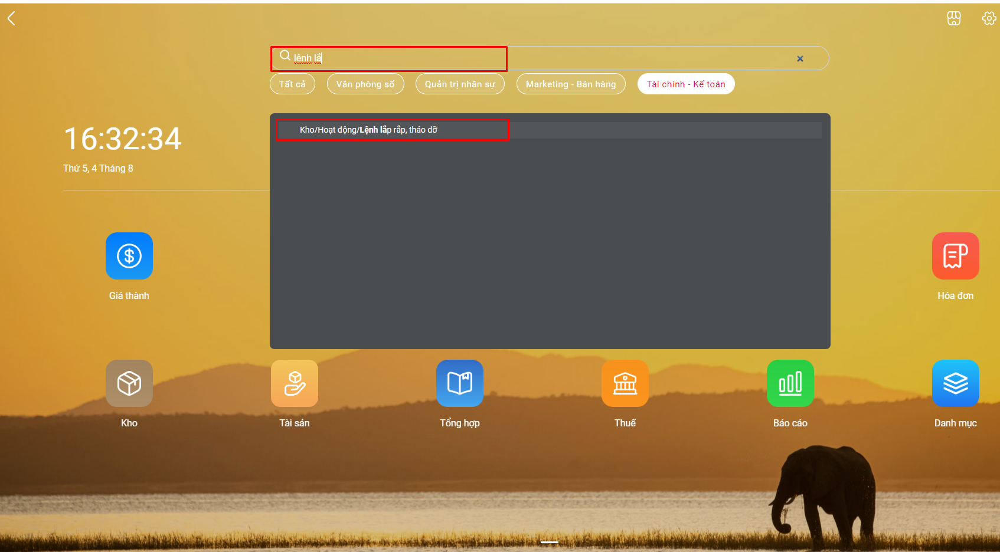 lệnh lắ
Tất cả
Văn phòng số
Quản trị nhân sự
Marketing - Bán hàng
Tài chính - Kế toán
Kho/Hoạt động/Lệnh lắp rắp, tháo dỡ
16:32:34
Thứ 5, 4 Tháng 8
Giá thành
Hóa đơn
Kho
Tài sản
Tổng hợp
Thuế
Báo cáo
Danh mục